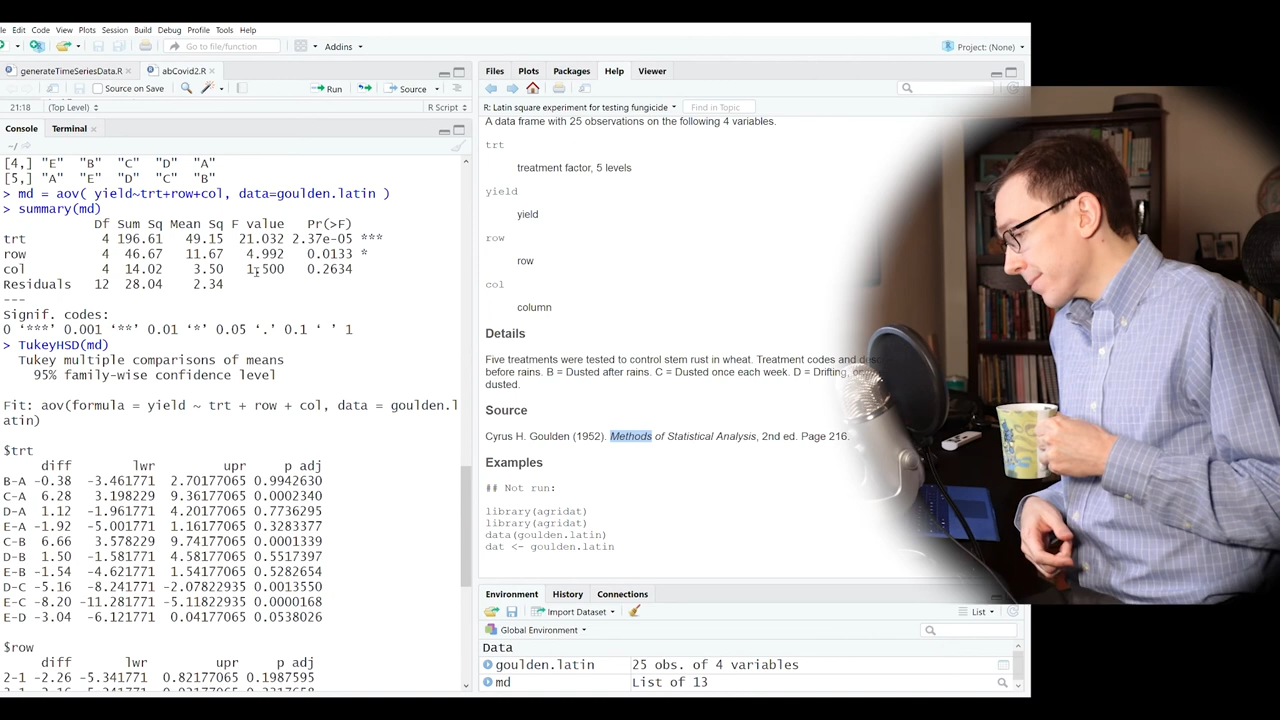 le Edit Code View Plots Session Build Debug Profile Tools Help
Go to file/function Addins Project: (None)
generateTimeSeriesData.R abCovid2.R
Source on Save Run Source
21:18 (Top Level) R Script
Console Terminal
~/
[4,] "E" "B" "C" "D" "A"
[5,] "A" "E" "D" "C" "B"
> md = aov( yield~trt+row+col, data=goulden.latin )
> summary(md)
Df Sum Sq Mean Sq F value Pr(>F)
trt 4 196.61 49.15 21.032 2.37e-05 ***
row 4 46.67 11.67 4.992 0.0133 *
col 4 14.02 3.50 1.500 0.2634
Residuals 12 28.04 2.34
---
Signif. codes:
0 ‘***’ 0.001 ‘**’ 0.01 ‘*’ 0.05 ‘.’ 0.1 ‘ ’ 1
> TukeyHSD(md)
Tukey multiple comparisons of means
95% family-wise confidence level
Fit: aov(formula = yield ~ trt + row + col, data = goulden.l
atin)
$trt
diff lwr upr p adj
B-A -0.38 -3.461771 2.70177065 0.9942630
C-A 6.28 3.198229 9.36177065 0.0002340
D-A 1.12 -1.961771 4.20177065 0.7736295
E-A -1.92 -5.001771 1.16177065 0.3283377
C-B 6.66 3.578229 9.74177065 0.0001339
D-B 1.50 -1.581771 4.58177065 0.5517397
E-B -1.54 -4.621771 1.54177065 0.5282654
D-C -5.16 -8.241771 -2.07822935 0.0013550
E-C -8.20 -11.281771 -5.11822935 0.0000168
E-D -3.04 -6.121771 0.04177065 0.0538026
$row
diff lwr upr p adj
2-1 -2.26 -5.341771 0.82177065 0.1987595
Files Plots Packages Help Viewer
R: Latin square experiment for testing fungicide Find in Topic
A data frame with 25 observations on the following 4 variables.
trt
treatment factor, 5 levels
yield
yield
row
row
col
column
Details
Five treatments were tested to control stem rust in wheat. Treatment codes and
before rains. B = Dusted after rains. C = Dusted once each week. D = Drifting,
dusted.
Source
Cyrus H. Goulden (1952). Methods of Statistical Analysis, 2nd ed. Page 216.
Examples
## Not run:
library(agridat)
library(agridat)
data(goulden.latin)
dat <- goulden.latin
Environment History Connections
Import Dataset List
Global Environment
Data
goulden.latin 25 obs. of 4 variables
md List of 13